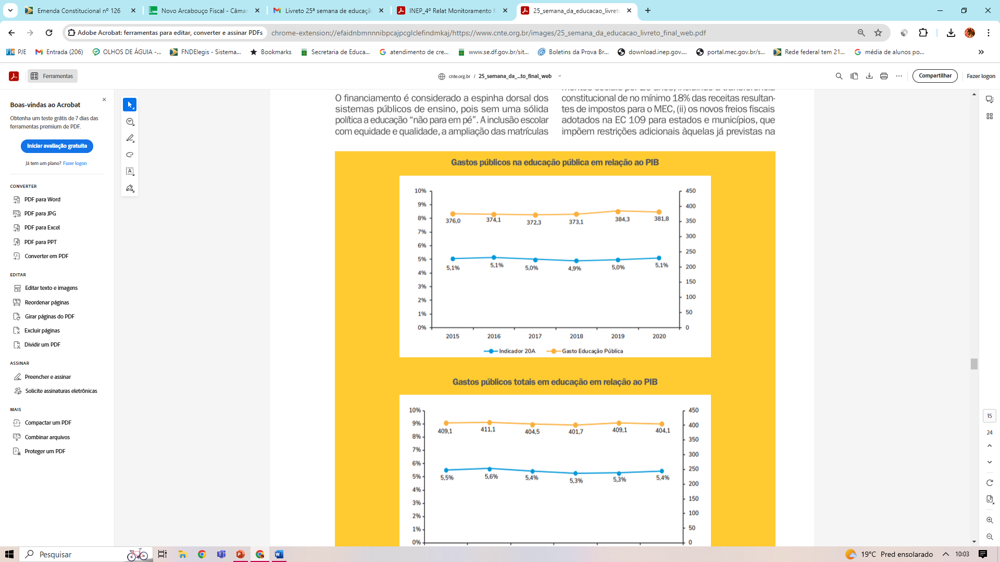 Emenda Constitucional nº 126
Novo Arcabouço Fiscal - Câmar
Livreto 25ª semana de educaçã
INEP_4º Relat Monitoramento M
25_semana_da_educacao_livreto
Adobe Acrobat: ferramentas para editar, converter e assinar PDFs
chrome-extension://efaidnbmnnnibpcajpcglclefindmkaj/https://www.cnte.org.br/images/25_semana_da_educacao_livreto_final_web.pdf
PJE
Entrada (206)
OLHOS DE ÁGUIA -...
FNDElegis - Sistema...
Bookmarks
Secretaria de Educa...
atendimento de cre...
www.se.df.gov.br/sit...
Boletins da Prova Br...
download.inep.gov....
portal.mec.gov.br/s...
Rede federal tem 21...
média de alunos po...
Ferramentas
cnte.org.br / 25_semana_da_...to_final_web
Compartilhar
Fazer logon
Boas-vindas ao Acrobat
Obtenha um teste grátis de 7 dias das
ferramentas premium de PDF.
Iniciar avaliação gratuita
Já tem um plano? Fazer logon
CONVERTER
PDF para Word
PDF para JPG
PDF para Excel
PDF para PPT
Converter em PDF
EDITAR
Editar texto e imagens
Reordenar páginas
Girar páginas do PDF
Excluir páginas
Dividir um PDF
ASSINAR
Preencher e assinar
Solicite assinaturas eletrônicas
MAIS
Compactar um PDF
Combinar arquivos
Proteger um PDF
O financiamento é considerado a espinha dorsal dos
sistemas públicos de ensino, pois sem uma sólida
política a educação “não para em pé”. A inclusão escolar
com equidade e qualidade, a ampliação das matrículas
constitucional de no mínimo 18% das receitas resultan-
tes de impostos para o MEC, (ii) os novos freios fiscais
adotados na EC 109 para estados e municípios, que
impõem restrições adicionais àquelas já previstas na
Gastos públicos na educação pública em relação ao PIB
10%
9%
8%
7%
6%
5%
4%
3%
2%
1%
0%
450
400
350
300
250
200
150
100
50
0
376,0
374,1
372,3
373,1
384,3
381,8
5,1%
5,1%
5,0%
4,9%
5,0%
5,1%
2015
2016
2017
2018
2019
2020
Indicador 20A
Gasto Educação Pública
Gastos públicos totais em educação em relação ao PIB
10%
9%
8%
7%
6%
5%
4%
3%
2%
1%
0%
450
400
350
300
250
200
150
100
50
0
409,1
411,1
404,5
401,7
409,1
404,1
5,5%
5,6%
5,4%
5,3%
5,3%
5,4%
15
24
Pesquisar
19°C Pred ensolarado
10:03